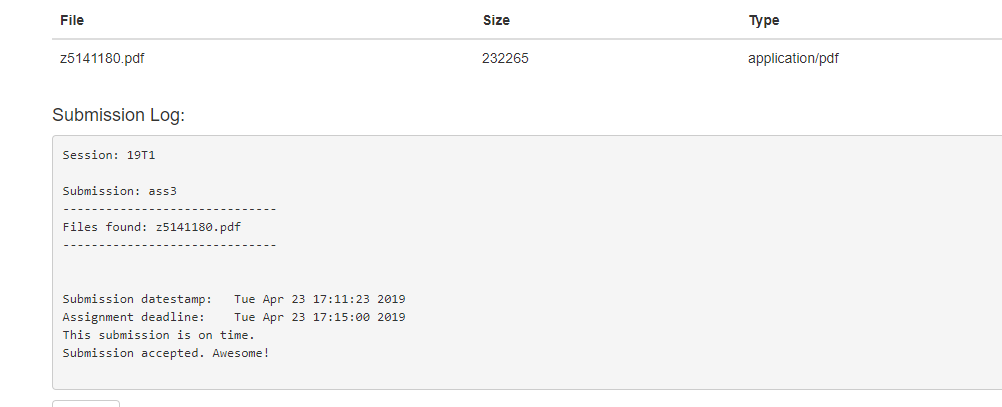 File Size Type
z5141180.pdf 232265 application/pdf
Submission Log:
Session: 19T1
Submission: ass3
------------------------------
Files found: z5141180.pdf
------------------------------
Submission datestamp:   Tue Apr 23 17:11:23 2019
Assignment deadline:    Tue Apr 23 17:15:00 2019
This submission is on time.
Submission accepted. Awesome!